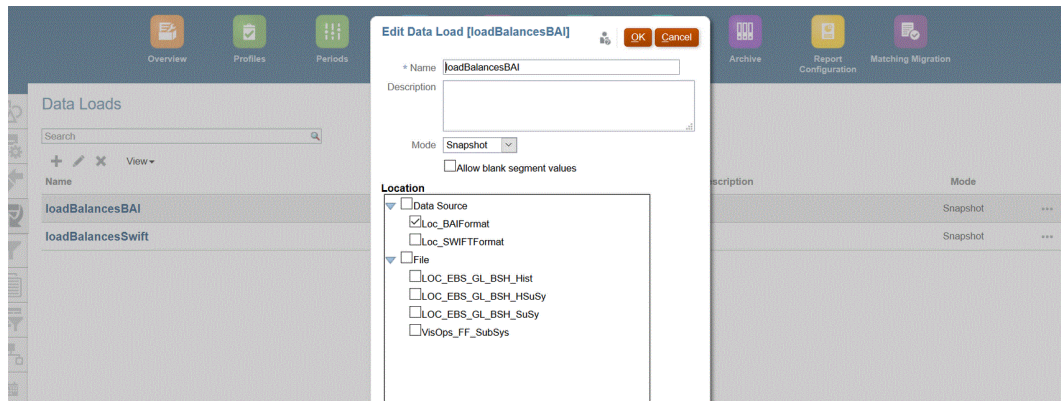 Overview
Profiles
Periods
Archive
Report
Configuration
Matching Migration
Edit Data Load [loadBalancesBAI]
OK
Cancel
* Name loadBalancesBAI
Description
Mode Snapshot
Allow blank segment values
Location
Data Source
Loc_BAIFormat
Loc_SWIFTFormat
File
LOC_EBS_GL_BSH_Hist
LOC_EBS_GL_BSH_HSuSy
LOC_EBS_GL_BSH_SuSy
VisOps_FF_SubSys
Data Loads
Search
View
Name
scription
Mode
loadBalancesBAI
Snapshot
loadBalancesSwift
Snapshot